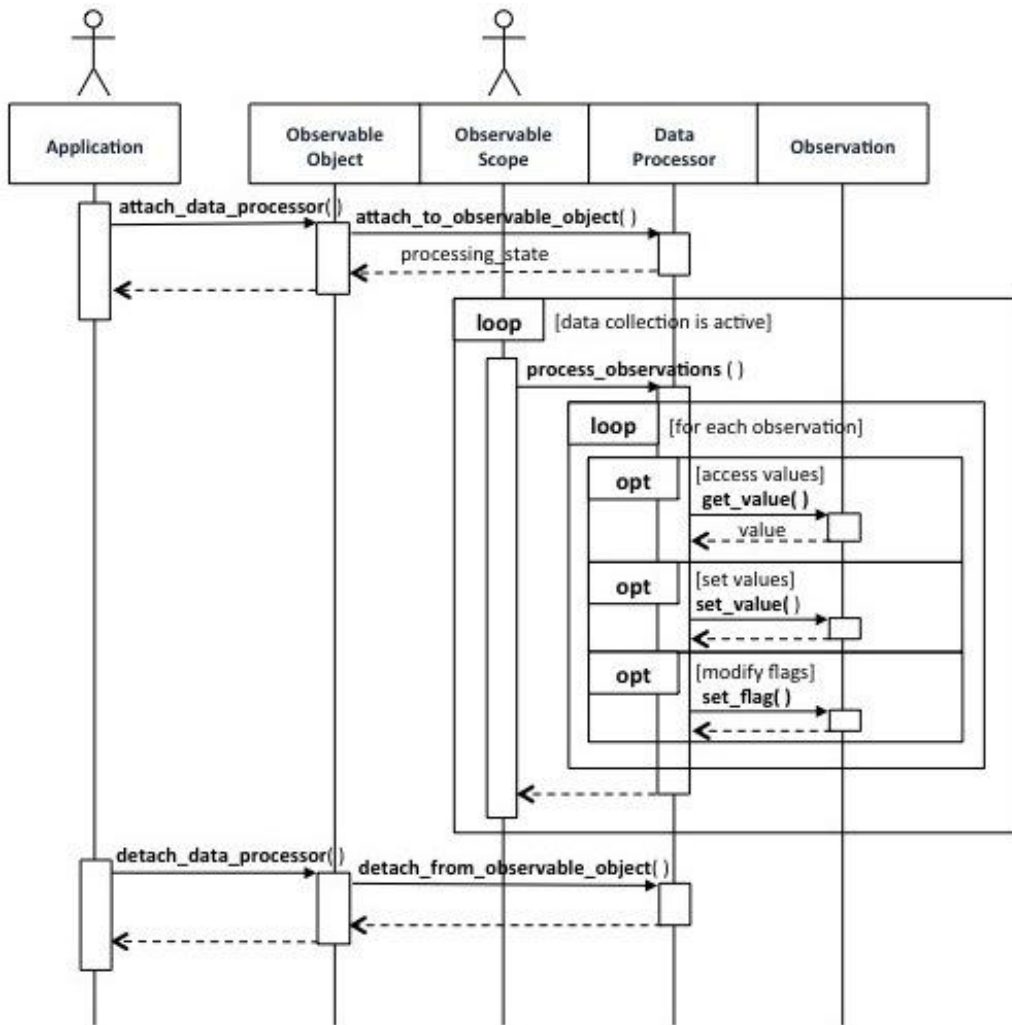 Application
Observable
Object
Observable
Scope
Data
Processor
Observation
attach_data_processor( )
attach_to_observable_object( )
processing_state
loop [data collection is active]
process_observations ( )
loop [for each observation]
opt [access values]
get_value( )
value
opt [set values]
set_value( )
opt [modify flags]
set_flag( )
detach_data_processor( )
detach_from_observable_object( )